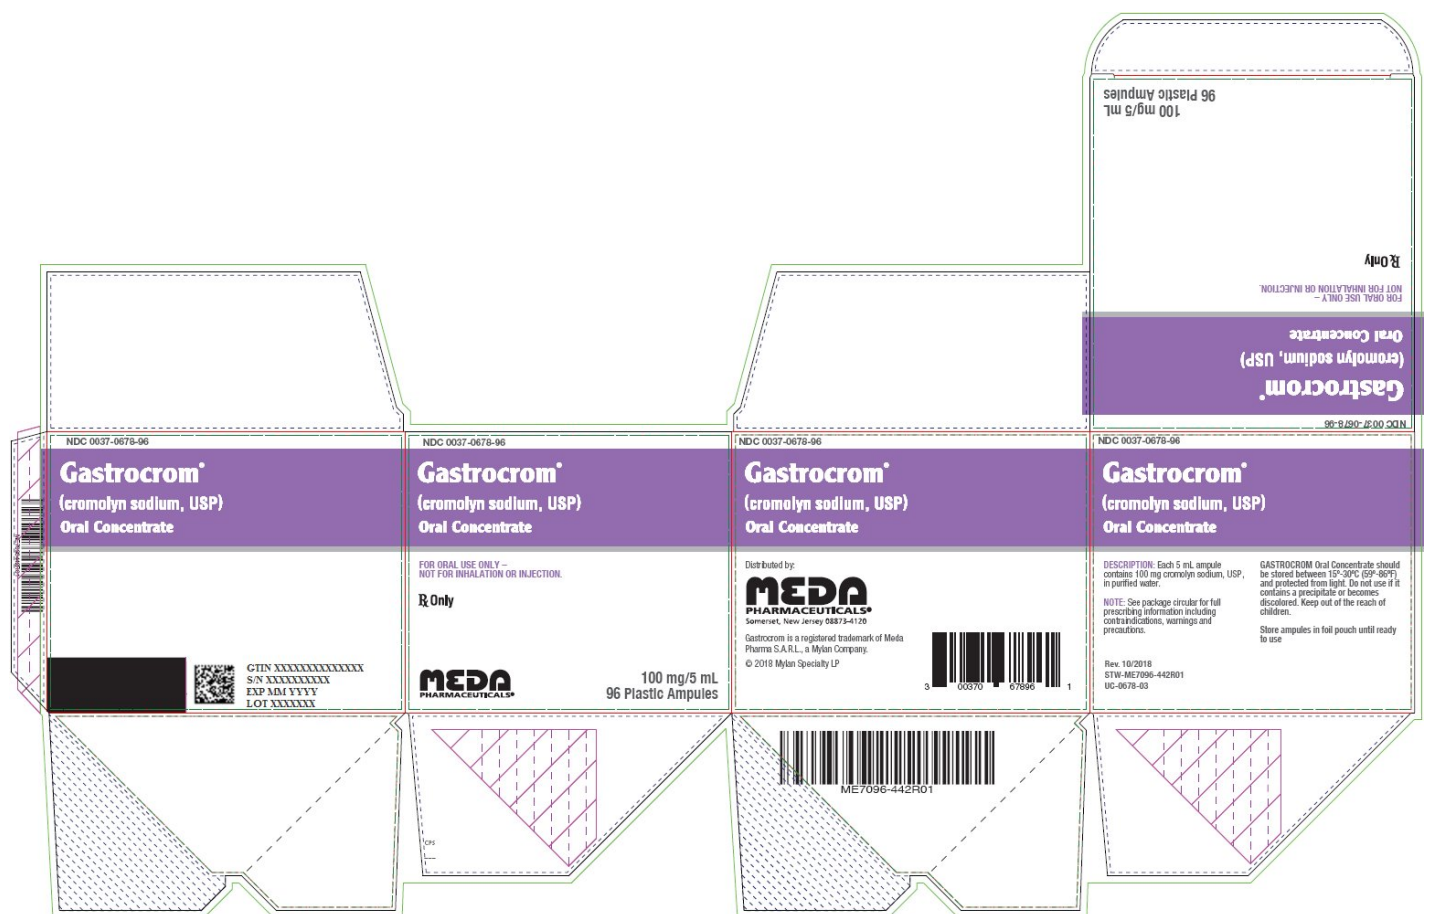 100 mg/5 mL
96 Plastic Ampules
Rx Only
FOR ORAL USE ONLY –
NOT FOR INHALATION OR INJECTION.
Gastrocrom®
(cromolyn sodium, USP)
Oral Concentrate
NDC 0037-0678-96
NDC 0037-0678-96
Gastrocrom®
(cromolyn sodium, USP)
Oral Concentrate
GTIN XXXXXXXXXXXXXX
S/N XXXXXXXXXX
EXP MM YYYY
LOT XXXXXXX
NDC 0037-0678-96
Gastrocrom®
(cromolyn sodium, USP)
Oral Concentrate
FOR ORAL USE ONLY –
NOT FOR INHALATION OR INJECTION.
Rx Only
MEDA
PHARMACEUTICALS®
100 mg/5 mL
96 Plastic Ampules
CPS
NDC 0037-0678-96
Gastrocrom®
(cromolyn sodium, USP)
Oral Concentrate
Distributed by:
MEDA
PHARMACEUTICALS®
Somerset, New Jersey 08873-4120
Gastrocrom is a registered trademark of Meda
Pharma S.A.R.L., a Mylan Company.
© 2018 Mylan Specialty LP
3 00370 67896 1
ME7096-442R01
NDC 0037-0678-96
Gastrocrom®
(cromolyn sodium, USP)
Oral Concentrate
DESCRIPTION: Each 5 mL ampule
contains 100 mg cromolyn sodium, USP,
in purified water.
NOTE: See package circular for full
prescribing information including
contraindications, warnings and
precautions.
Rev. 10/2018
STW-ME7096-442R01
UC-0678-03
GASTROCROM Oral Concentrate should
be stored between 15º-30ºC (59º-86ºF)
and protected from light. Do not use if it
contains a precipitate or becomes
discolored. Keep out of the reach of
children.
Store ampules in foil pouch until ready
to use